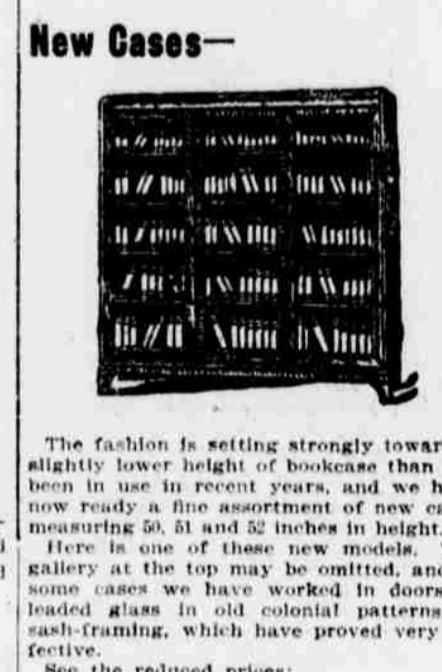 New Cases—
The fashion is setting strongly towar
slightly lower height of bookcase than
been in use in recent years, and we h
now ready a fine assortment of new ca
measuring 50, 51 and 52 inches in height.
Here is one of these new models.
gallery at the top may be omitted, and
some cases we have worked in doors
leaded glass in old colonial patterns
sash-framing, which have proved very
fective.
See the reduced prices: